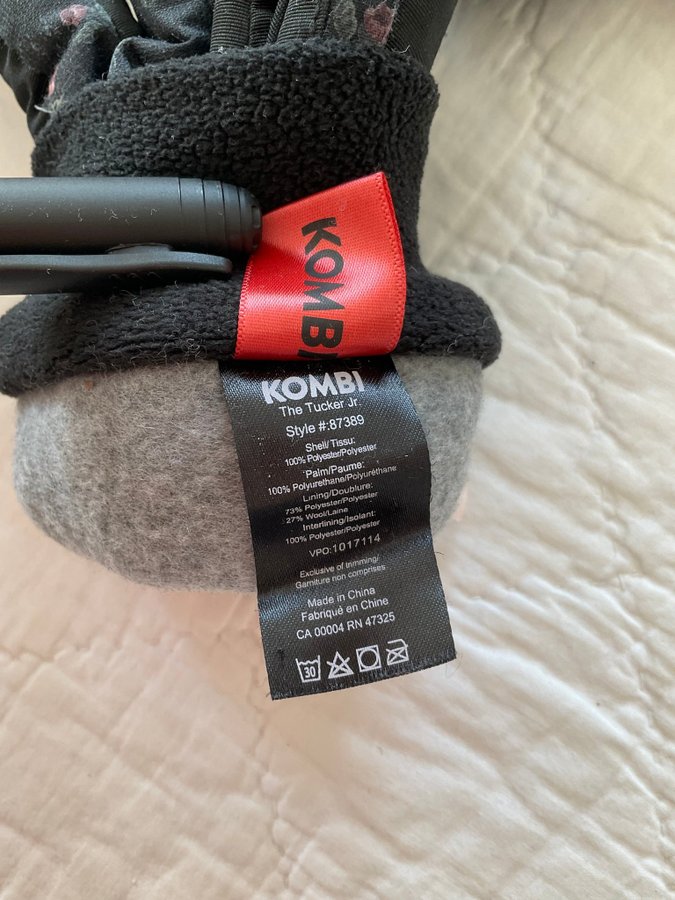 KOMBI
KOMBI
The Tucker Jr.
Style #:87389
Shell/Tissu:
100% Polyester/Polyester
Palm/Paume:
100% Polyurethane/Polyuréthane
Lining/Doublure:
73% Polyester/Polyester
27% Wool/Laine
Interlining/Isolant:
100% Polyester/Polyester
VPO:1017114
Exclusive of trimming/
Garniture non comprises
Made in China
Fabriqué en Chine
CA 00004 RN 47325
30